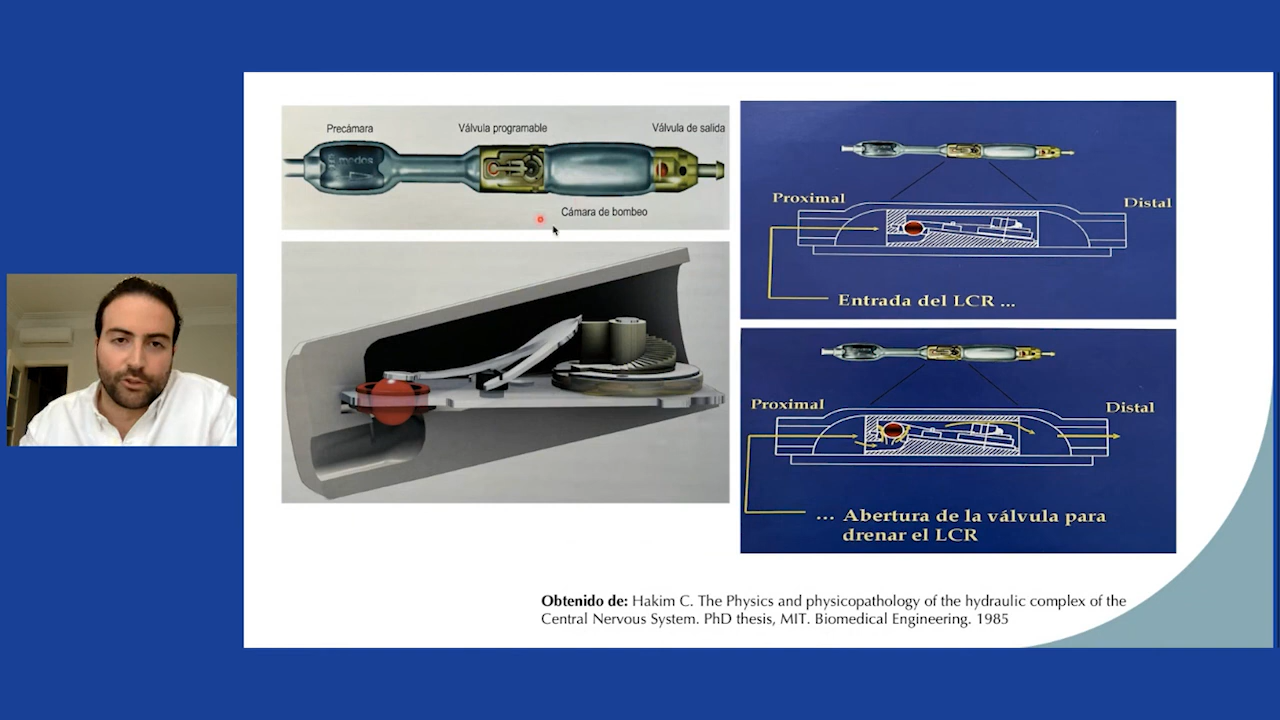 Precámara
Válvula programable
Válvula de salida
Cámara de bombeo
Proximal
Distal
Entrada del LCR ...
Proximal
Distal
... Abertura de la válvula para
drenar el LCR
Obtenido de: Hakim C. The Physics and physicopathology of the hydraulic complex of the
Central Nervous System. PhD thesis, MIT. Biomedical Engineering. 1985